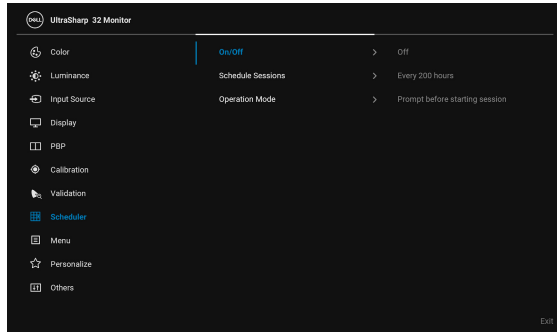 DELL UltraSharp 32 Monitor
Color On/Off Off
Luminance Schedule Sessions Every 200 hours
Input Source Operation Mode Prompt before starting session
Display
PBP
Calibration
Validation
Scheduler
Menu
Personalize
Others
Exit